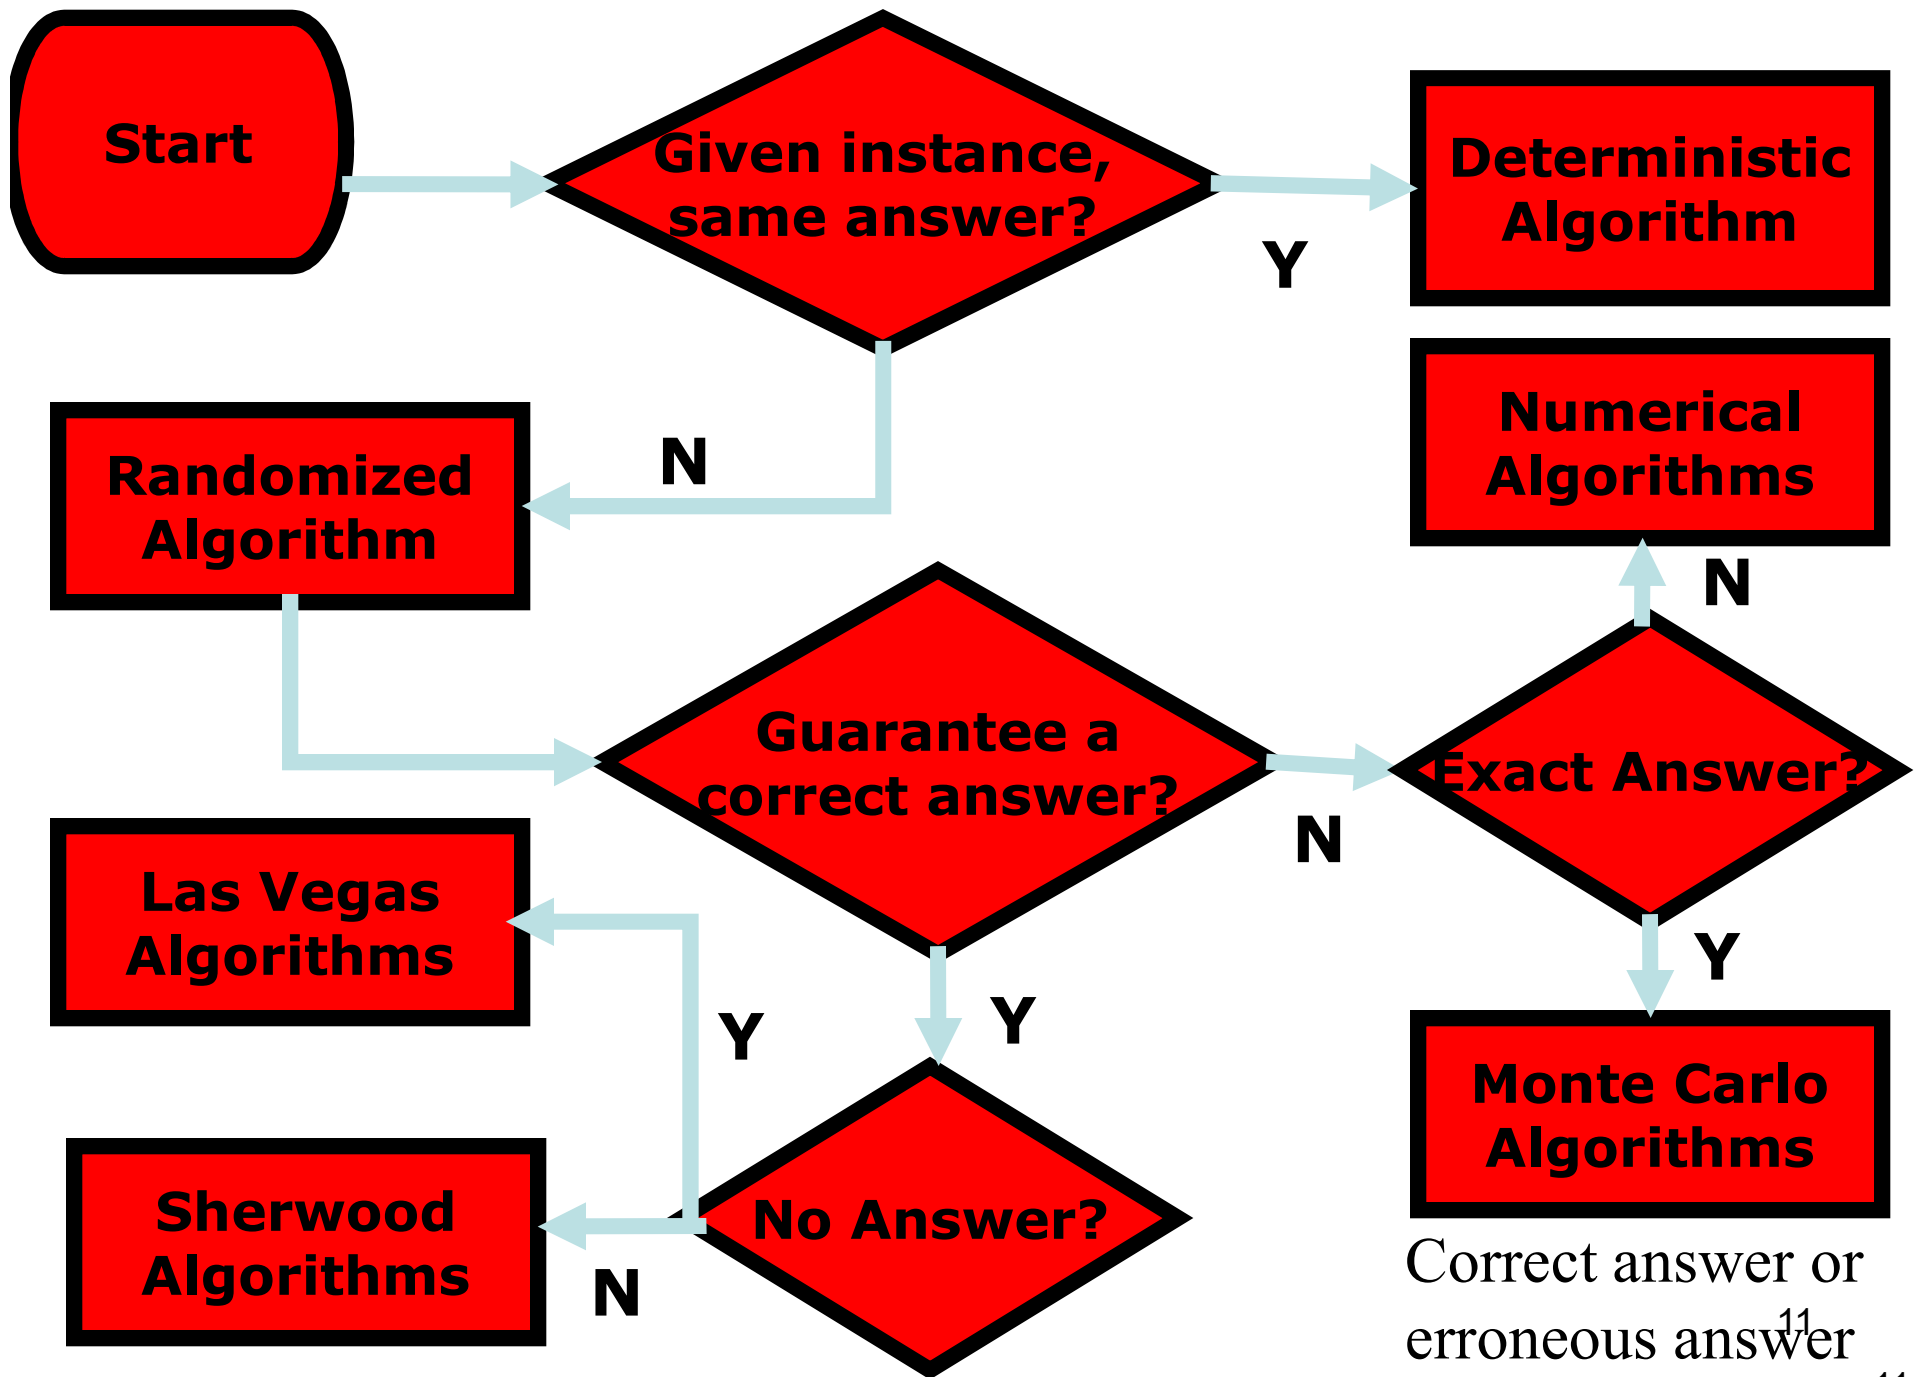 Start
Given instance,
same answer?
Y
Deterministic
Algorithm
Numerical
Algorithms
N
Randomized
Algorithm
N
Guarantee a
correct answer?
N
Exact Answer?
Y
Las Vegas
Algorithms
Y
Y
Monte Carlo
Algorithms
Sherwood
Algorithms
N
No Answer?
Correct answer or
erroneous answer
11